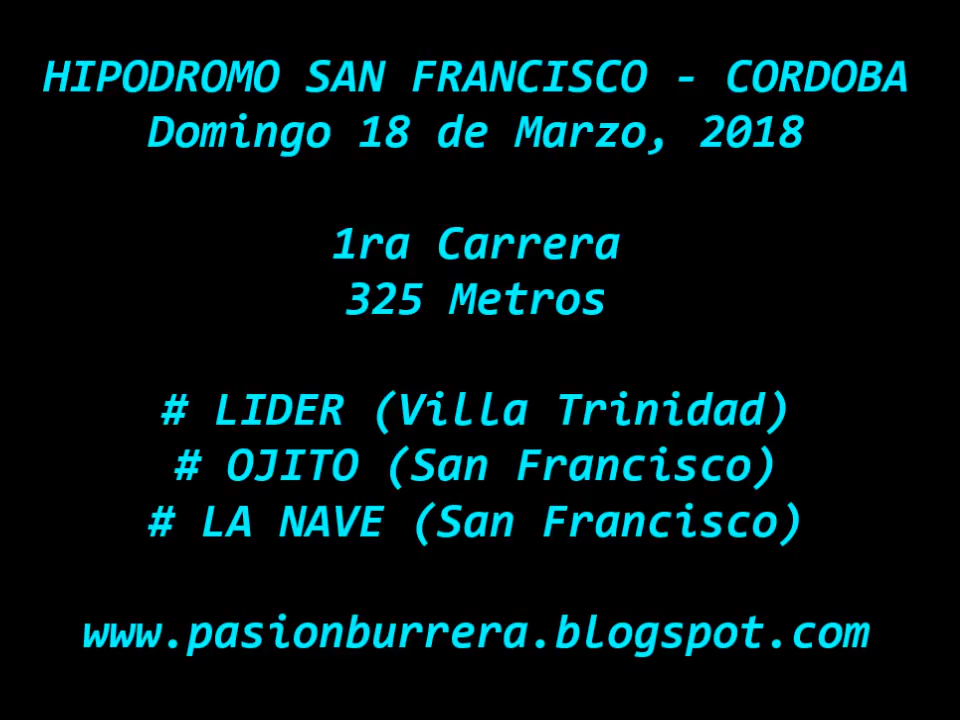 HIPODROMO SAN FRANCISCO - CORDOBA
Domingo 18 de Marzo, 2018
1ra Carrera
325 Metros
# LIDER (Villa Trinidad)
# OJITO (San Francisco)
# LA NAVE (San Francisco)
www.pasionburrera.blogspot.com